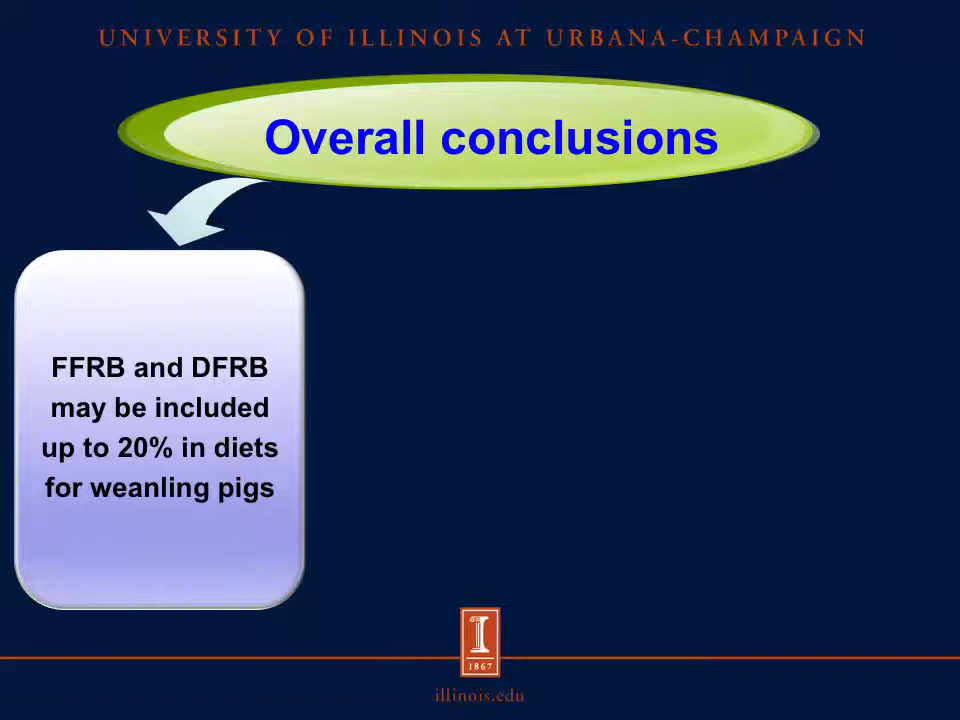 UNIVERSITY OF ILLINOIS AT URBANA-CHAMPAIGN
Overall conclusions
FFRB and DFRB
may be included
up to 20% in diets
for weanling pigs
I
1867
illinois.edu